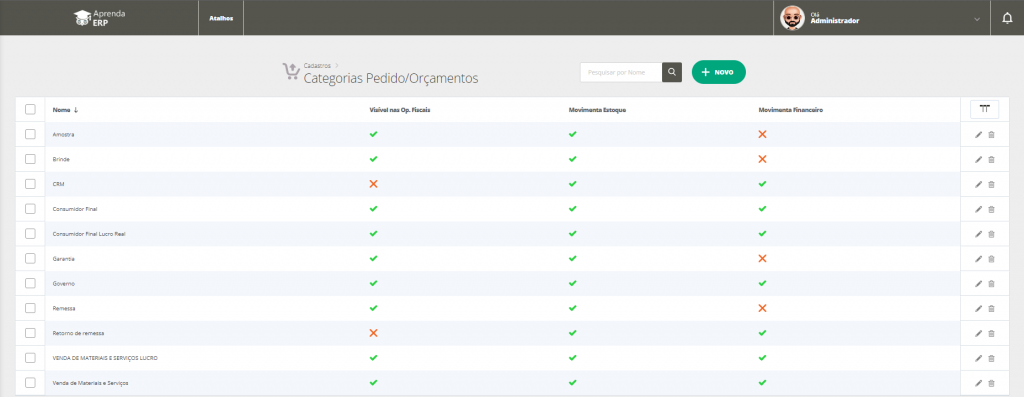 Aprenda
ERP
Atalhos
Olá
Administrador
Cadastros
Categorias Pedido/Orçamentos
Pesquisar por Nome
+ NOVO
Nome ↓ Visível nas Op. Fiscais Movimenta Estoque Movimenta Financeiro
Amostra
Brinde
CRM
Consumidor Final
Consumidor Final Lucro Real
Garantia
Governo
Remessa
Retorno de remessa
VENDA DE MATERIAIS E SERVIÇOS LUCRO
Venda de Materiais e Serviços